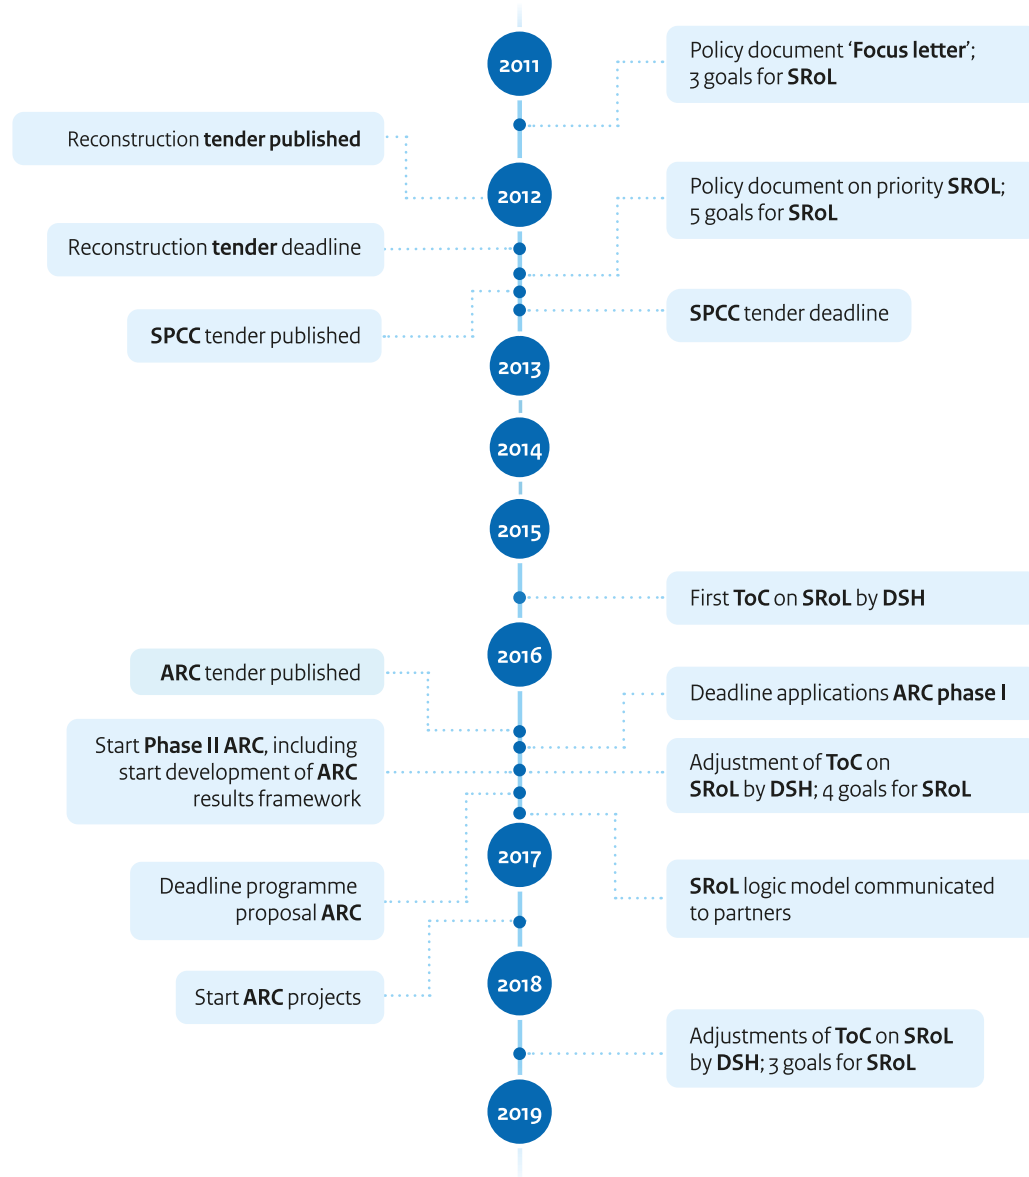 2011
Policy document ‘Focus letter’;
3 goals for SRoL
Reconstruction tender published
2012
Policy document on priority SROL;
5 goals for SRoL
Reconstruction tender deadline
SPCC tender published
SPCC tender deadline
2013
2014
2015
First ToC on SRoL by DSH
2016
ARC tender published
Deadline applications ARC phase I
Start Phase II ARC, including
start development of ARC
results framework
Adjustment of ToC on
SRoL by DSH; 4 goals for SRoL
2017
Deadline programme
proposal ARC
SRoL logic model communicated
to partners
Start ARC projects
2018
Adjustments of ToC on SRoL
by DSH; 3 goals for SRoL
2019